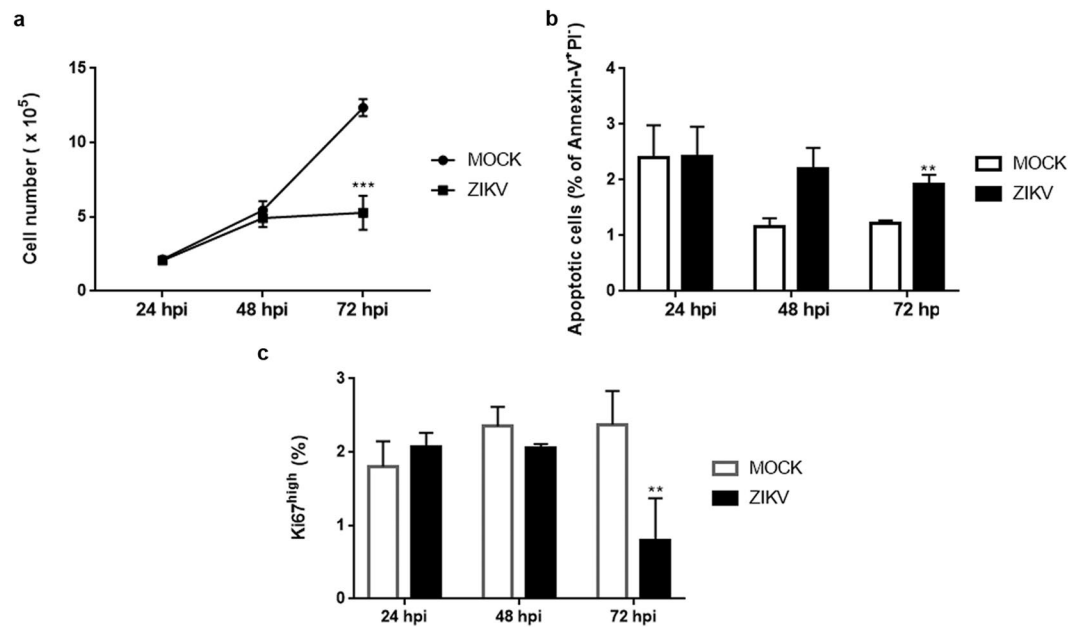 a
Cell number ( x 10⁵)
15
10
5
0
24 hpi 48 hpi 72 hpi
***
MOCK
ZIKV
b
Apoptotic cells (% of Annexin-V⁺PI⁻)
4
3
2
1
0
24 hpi 48 hpi 72 hp
**
MOCK
ZIKV
c
Ki67ʰⁱᵍʰ (%)
3
2
1
0
24 hpi 48 hpi 72 hpi
**
MOCK
ZIKV